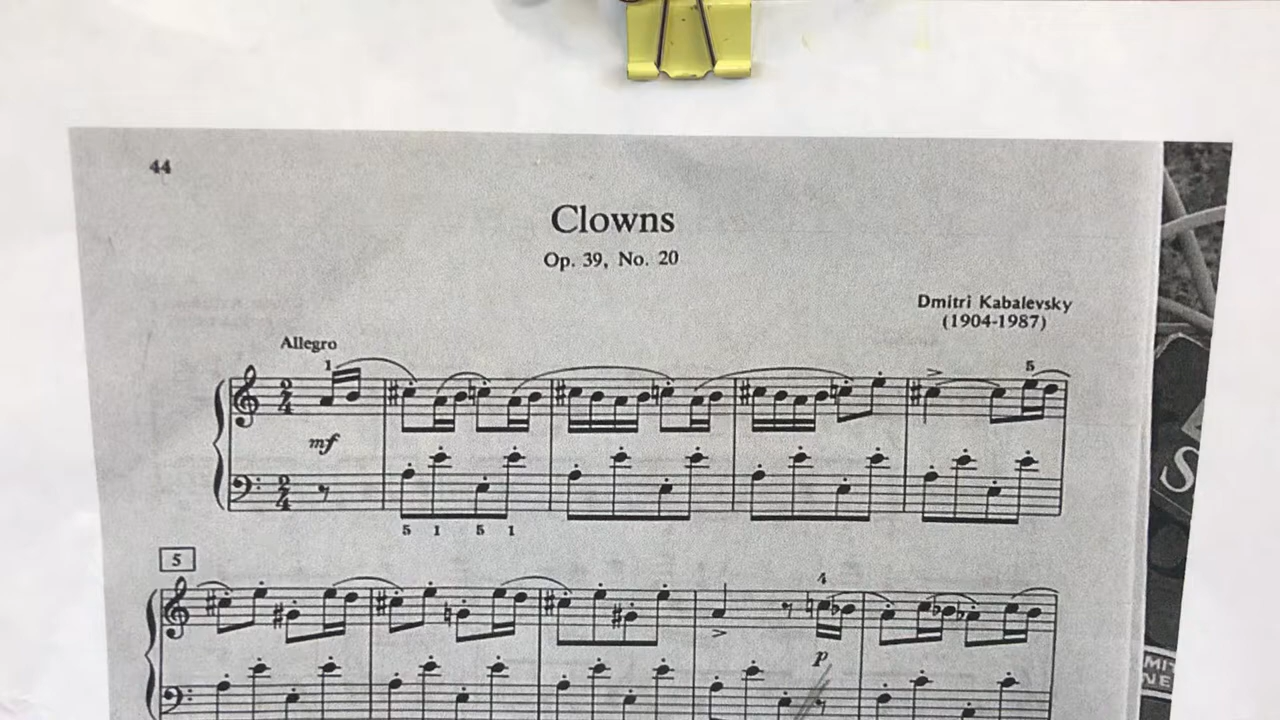 44
Clowns
Op. 39, No. 20
Dmitri Kabalevsky
(1904-1987)
Allegro
1
5
mf
5 1 5 1
5
4
p